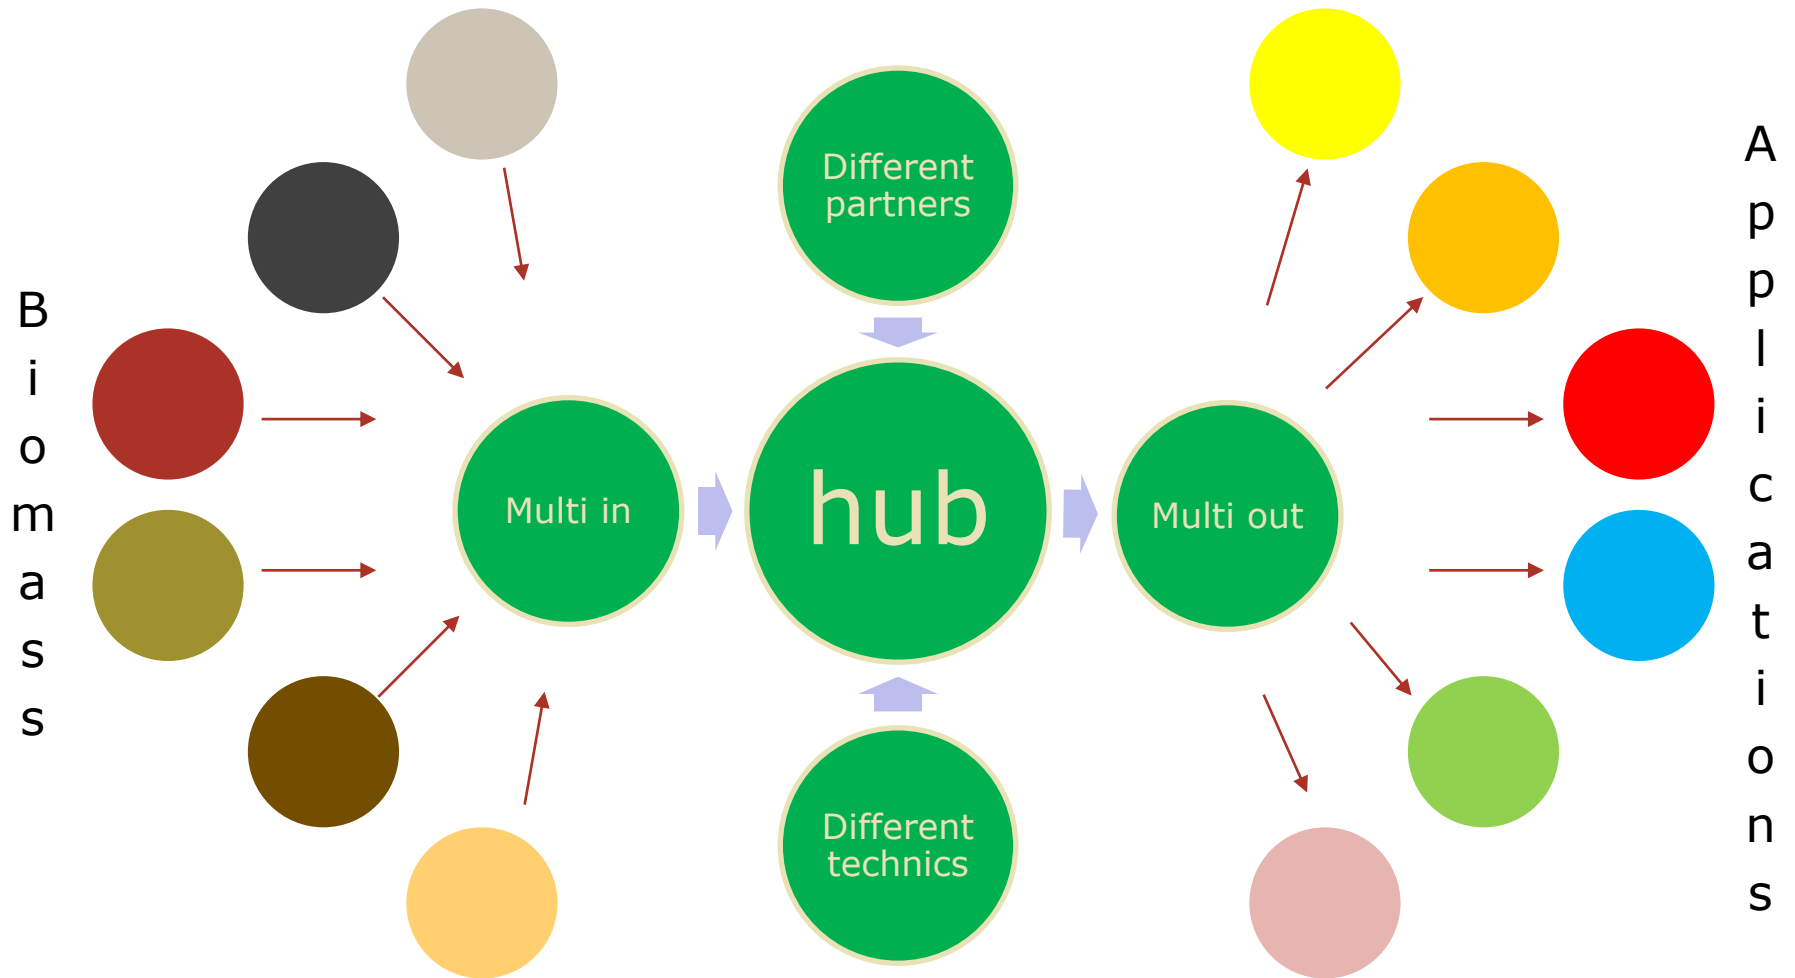 Biomass
Different
partners
Multi in
hub
Multi out
Different
technics
Applications